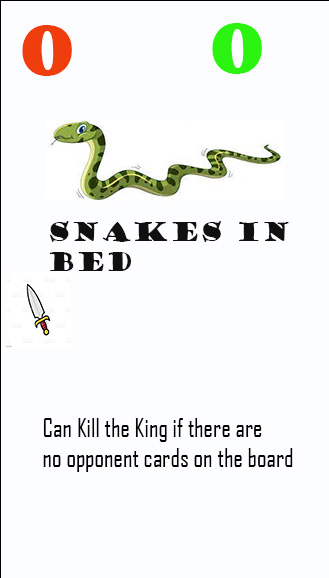 0 0
SNAKES IN
BED
Can Kill the King if there are
no opponent cards on the board